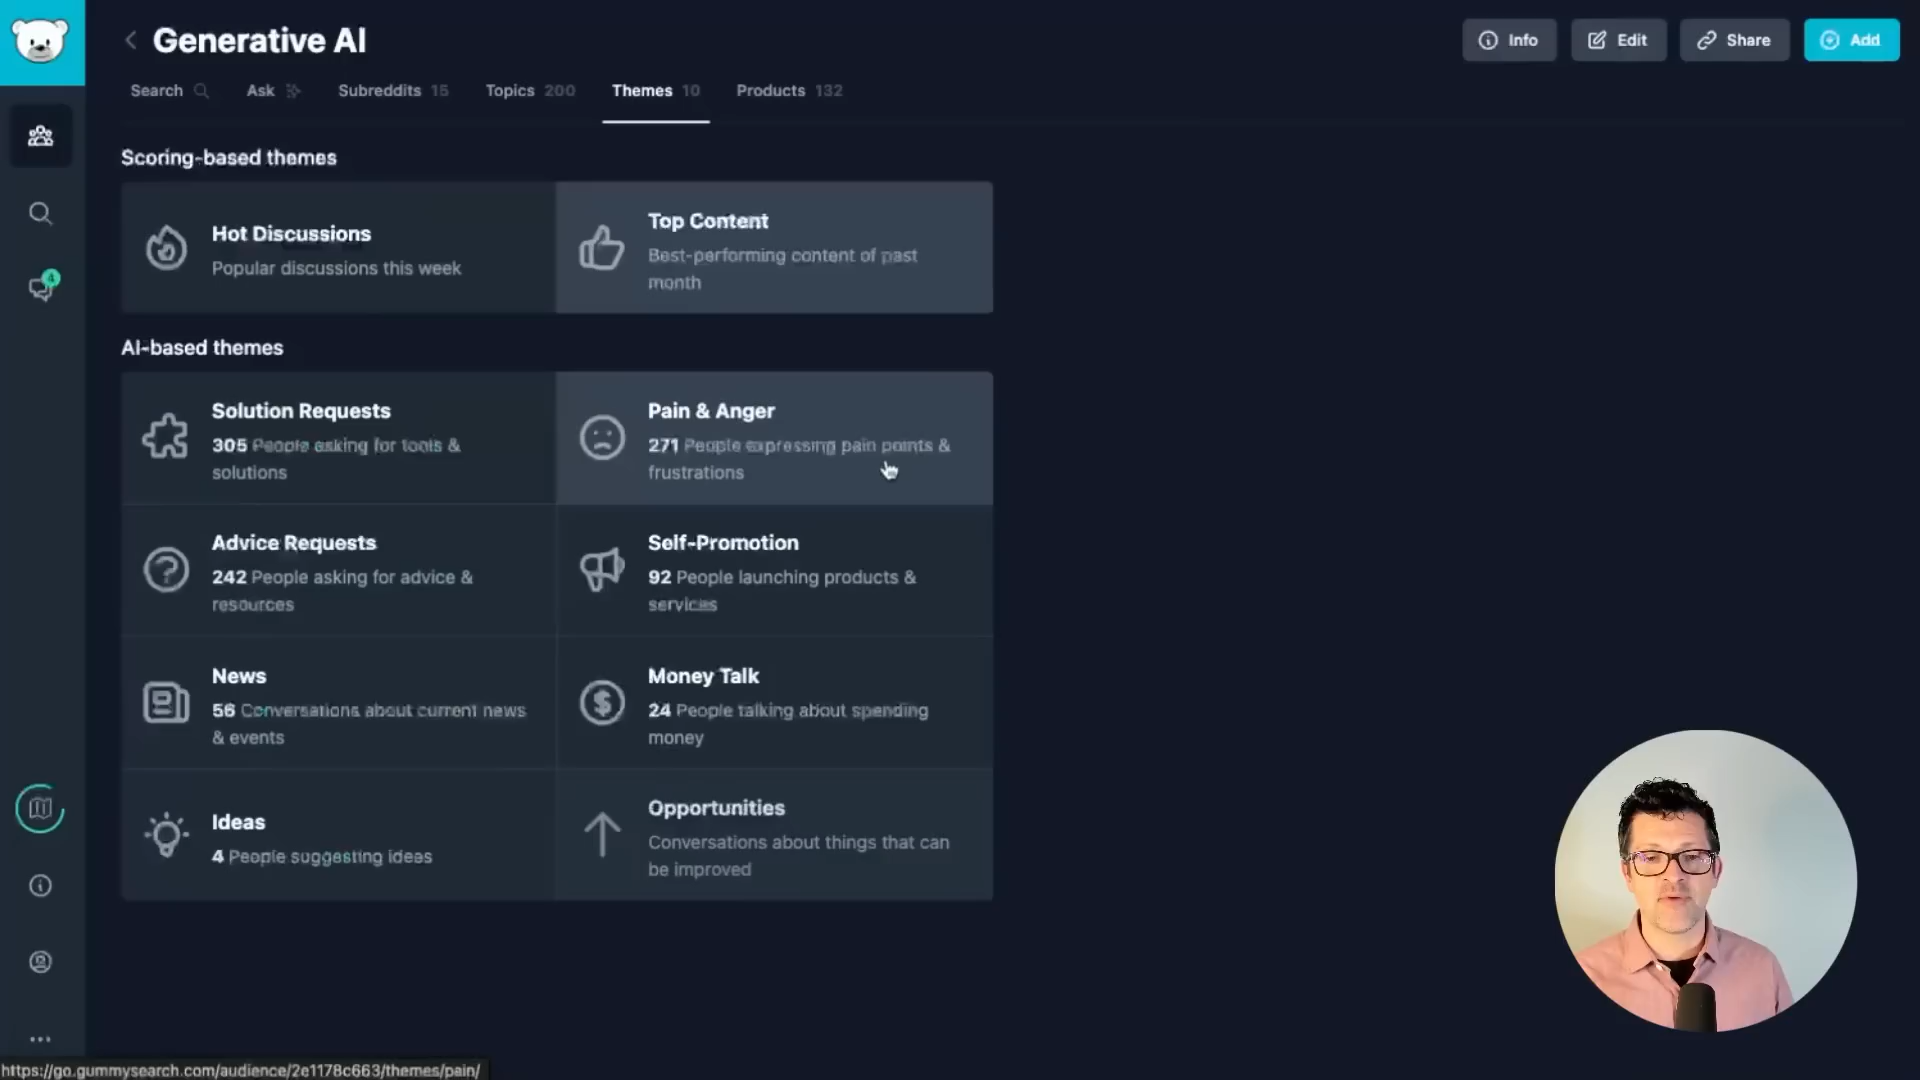 Generative AI
Info
Edit
Share
Add
Search
Ask
Subreddits 15
Topics 200
Themes 10
Products 132
Scoring-based themes
Hot Discussions
Popular discussions this week
Top Content
Best-performing content of past
month
AI-based themes
Solution Requests
305 People asking for tools &
solutions
Pain & Anger
271 People expressing pain points &
frustrations
Advice Requests
242 People asking for advice &
resources
Self-Promotion
92 People launching products &
services
News
56 Conversations about current news
& events
Money Talk
24 People talking about spending
money
Ideas
4 People suggesting ideas
Opportunities
Conversations about things that can
be improved
4
https://go.gummysearch.com/audience/2e1178c663/themes/pain/